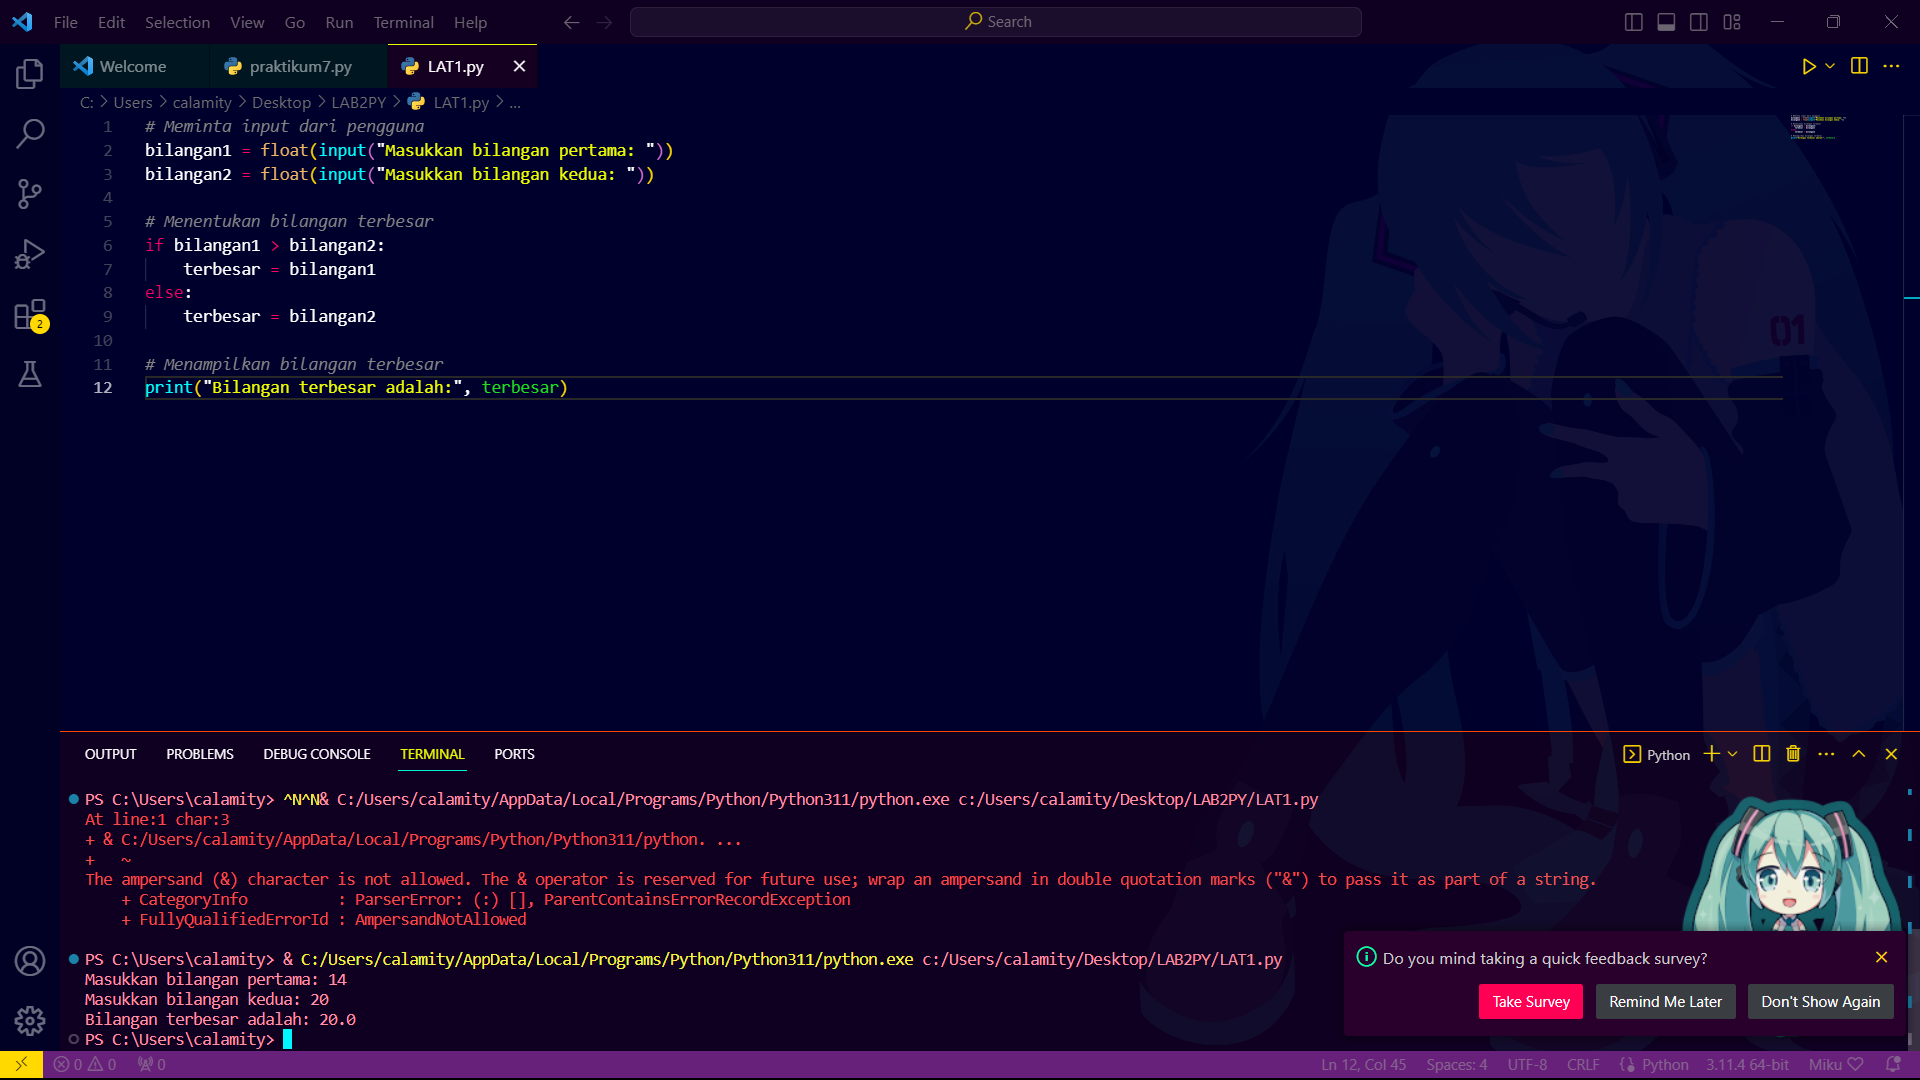 File Edit Selection View Go Run Terminal Help
Search
Welcome praktikum7.py LAT1.py
C: > Users > calamity > Desktop > LAB2PY > LAT1.py > ...
1 # Meminta input dari pengguna
2 bilangan1 = float(input("Masukkan bilangan pertama: "))
3 bilangan2 = float(input("Masukkan bilangan kedua: "))
4
5 # Menentukan bilangan terbesar
6 if bilangan1 > bilangan2:
7 terbesar = bilangan1
8 else:
9 terbesar = bilangan2
10
11 # Menampilkan bilangan terbesar
12 print("Bilangan terbesar adalah:", terbesar)
01
2
OUTPUT PROBLEMS DEBUG CONSOLE TERMINAL PORTS
Python
PS C:\Users\calamity> ^N^N& C:/Users/calamity/AppData/Local/Programs/Python/Python311/python.exe c:/Users/calamity/Desktop/LAB2PY/LAT1.py
At line:1 char:3
+ & C:/Users/calamity/AppData/Local/Programs/Python/Python311/python. ...
+ ~
The ampersand (&) character is not allowed. The & operator is reserved for future use; wrap an ampersand in double quotation marks ("&") to pass it as part of a string.
+ CategoryInfo : ParserError: (:) [], ParentContainsErrorRecordException
+ FullyQualifiedErrorId : AmpersandNotAllowed
PS C:\Users\calamity> & C:/Users/calamity/AppData/Local/Programs/Python/Python311/python.exe c:/Users/calamity/Desktop/LAB2PY/LAT1.py
Masukkan bilangan pertama: 14
Masukkan bilangan kedua: 20
Bilangan terbesar adalah: 20.0
PS C:\Users\calamity>
Do you mind taking a quick feedback survey?
Take Survey Remind Me Later Don't Show Again
0 0 0 Ln 12, Col 45 Spaces: 4 UTF-8 CRLF Python 3.11.4 64-bit Miku ♡